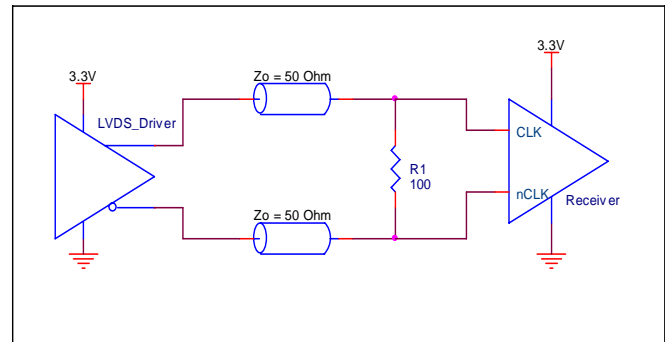 Zo = 50 Ohm
3.3V
3.3V
LVDS_Driver
CLK
R1
100
nCLK
Receiver
Zo = 50 Ohm